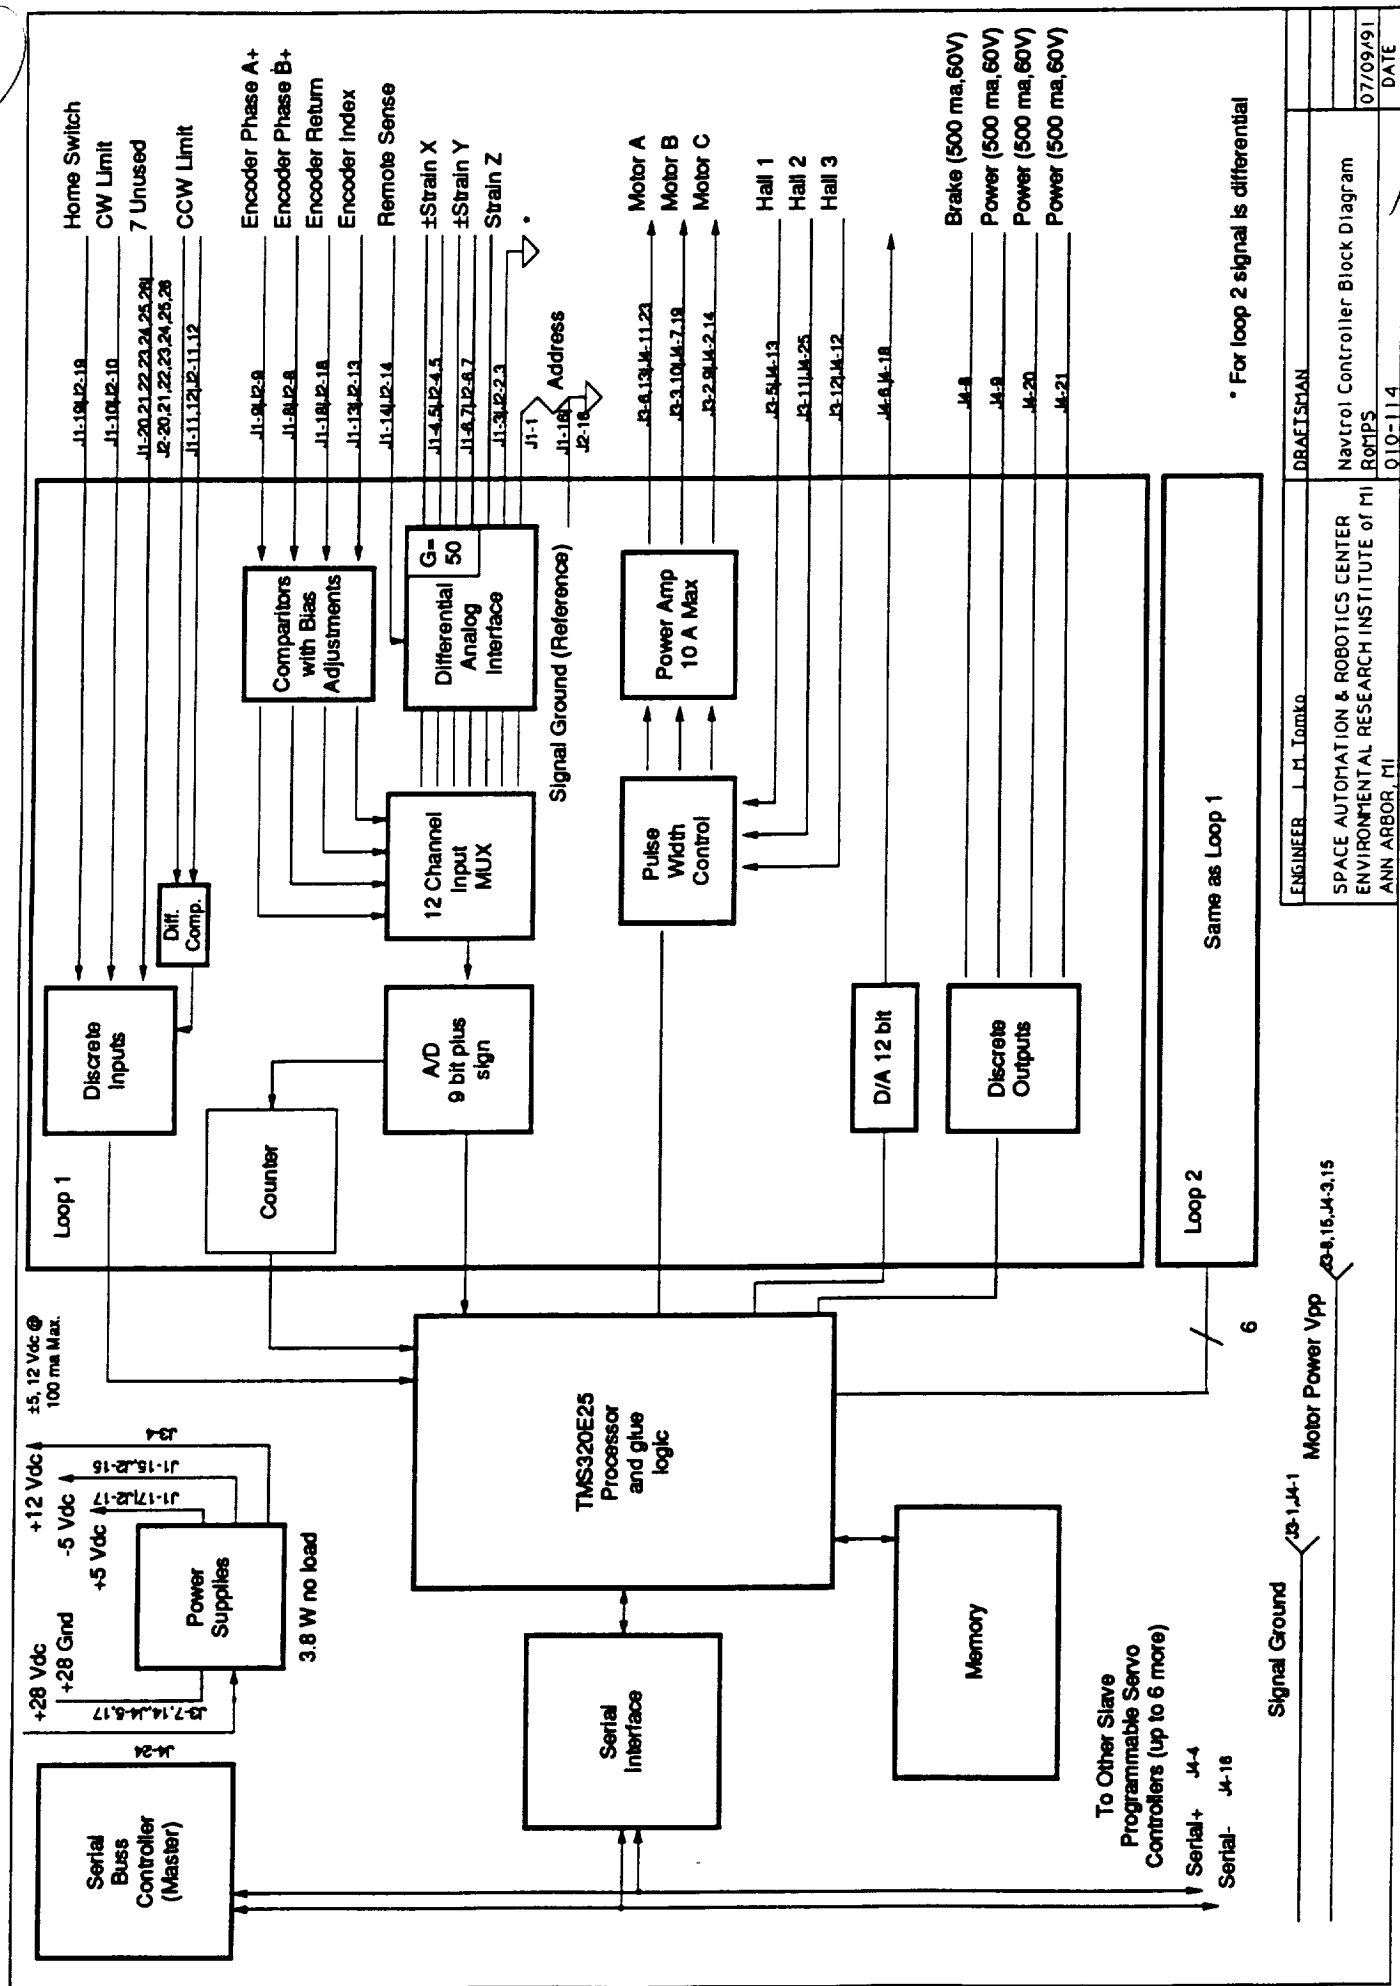 Serial
Buss
Controller
(Master)
J4-24
+28 Vdc
+28 Gnd
J3-7,14,J4-5,17
Power
Supplies
3.8 W no load
+12 Vdc
-5 Vdc
+5 Vdc
J3-4
J1-15,J2-15
J1-17,J2-17
±5, 12 Vdc @
100 ma Max.
Serial
Interface
TMS320E25
Processor
and glue
logic
Memory
To Other Slave
Programmable Servo
Controllers (up to 6 more)
Serial+ J4-4
Serial- J4-16
Loop 1
Discrete
Inputs
Diff.
Comp.
Counter
A/D
9 bit plus
sign
12 Channel
Input
MUX
Comparitors
with Bias
Adjustments
Differential
Analog
Interface
G=
50
Signal Ground (Reference)
Pulse
Width
Control
Power Amp
10 A Max
D/A 12 bit
Discrete
Outputs
J1-19|J2-19 Home Switch
J1-10|J2-10 CW Limit
J1-20,21,22,23,24,25,26| 7 Unused
J2-20,21,22,23,24,25,26
J1-11,12|J2-11,12 CCW Limit
J1-9|J2-9 Encoder Phase A+
J1-8|J2-8 Encoder Phase B+
J1-18|J2-18 Encoder Return
J1-13|J2-13 Encoder Index
J1-14|J2-14 Remote Sense
J1-4,5|J2-4,5 ±Strain X
J1-6,7|J2-6,7 ±Strain Y
J1-3|J2-2,3 Strain Z
*
J1-1
J1-16| Address
J2-16
J3-6,13|J4-11,23 Motor A
J3-3,10|J4-7,19 Motor B
J3-2,9|J4-2,14 Motor C
J3-5|J4-13 Hall 1
J3-11|J4-25 Hall 2
J3-12|J4-12 Hall 3
J4-6|J4-18
J4-8 Brake (500 ma,60V)
J4-9 Power (500 ma,60V)
J4-20 Power (500 ma,60V)
J4-21 Power (500 ma,60V)
Loop 2
Same as Loop 1
6
* For loop 2 signal is differential
Signal Ground
J3-1,J4-1
Motor Power Vpp
J3-8,15,J4-3,15
ENGINEER L M Tomko
DRAFTSMAN
SPACE AUTOMATION & ROBOTICS CENTER
ENVIRONMENTAL RESEARCH INSTITUTE of MI
ANN ARBOR, MI
Navtrol Controller Block Diagram
RoMPS
010-114
07/09/91
DATE